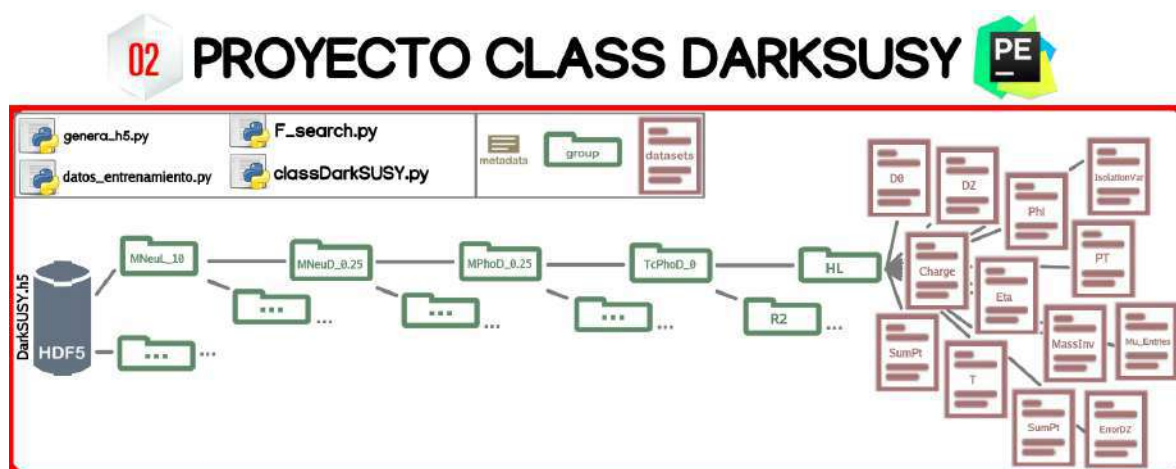 02 PROYECTO CLASS DARKSUSY PE
genera_h5.py
F_search.py
datos_entrenamiento.py
classDarkSUSY.py
metadata
group
datasets
DarkSUSY.h5
HDF5
MNeuL_10
MNeuD_0.25
MPhoD_0.25
TcPhoD_0
HL
...
...
...
...
...
...
...
...
R2
...
D0
DZ
Phi
IsolationVar
Charge
Eta
PT
SumPt
T
MassInv
Mu_Entries
SumPt
ErrorDZ